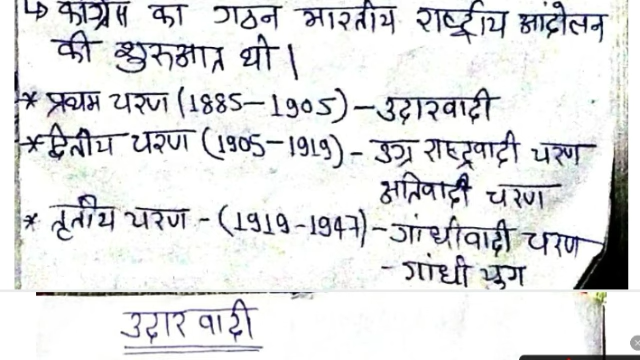 ↳ कांग्रेस का गठन भारतीय राष्ट्रीय आंदोलन
की शुरुआत थी।
* प्रथम चरण (1885-1905) - उदारवादी
* द्वितीय चरण (1905-1919) - उग्र राष्ट्रवादी चरण
अतिवादी चरण
* तृतीय चरण - (1919-1947) - गांधीवादी चरण
- गांधी युग
उदारवादी